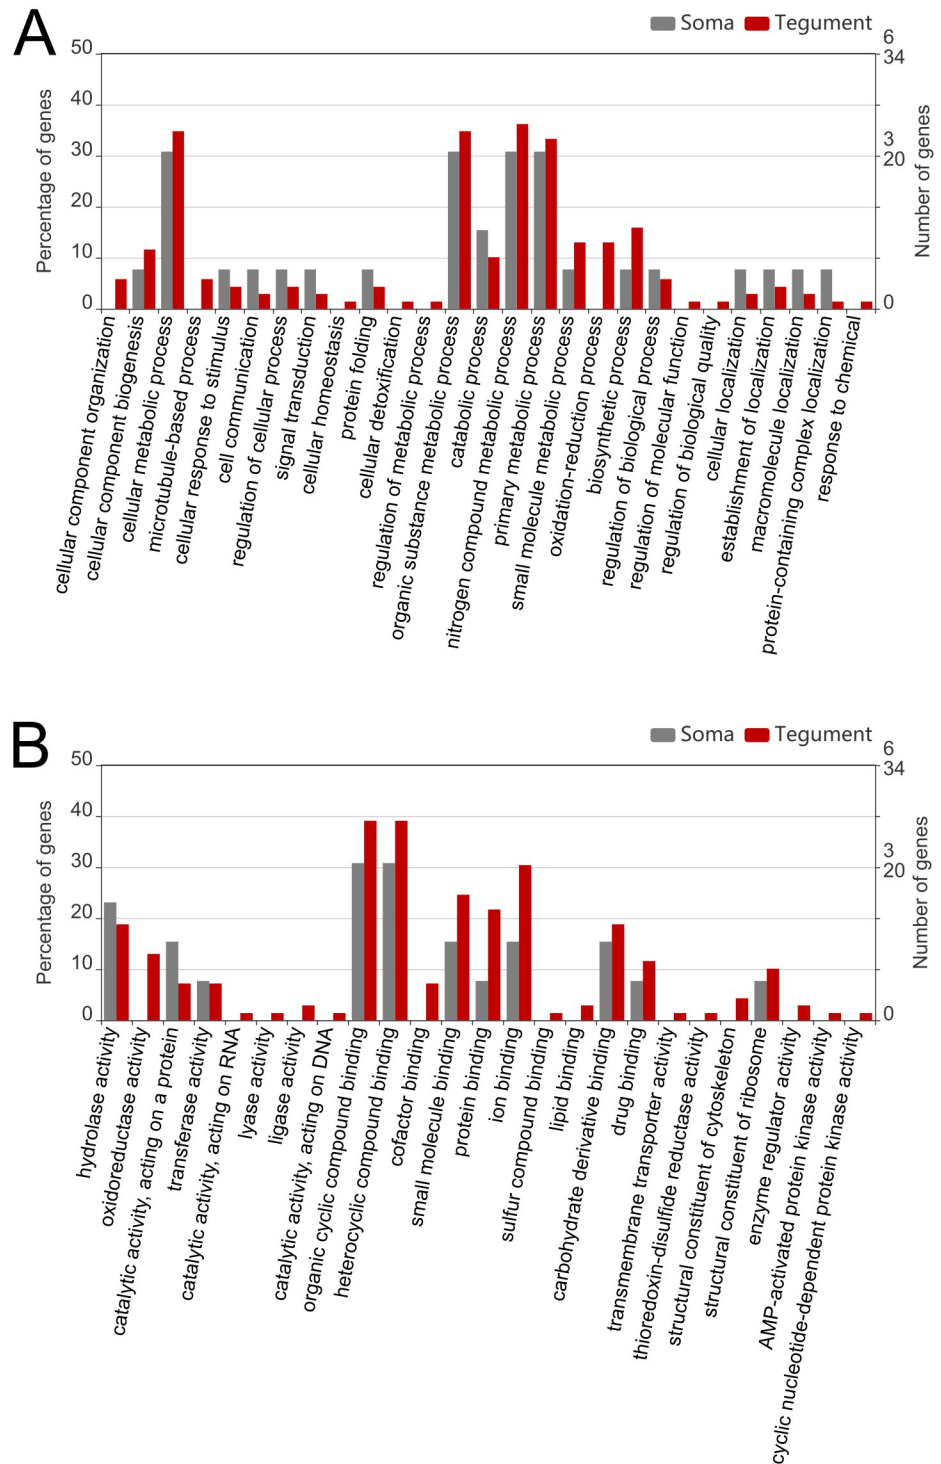 A
Soma Tegument
Percentage of genes
50
40
30
20
10
0
6
34
3
20
0
Number of genes
cellular component organization
cellular component biogenesis
cellular metabolic process
microtubule-based process
cellular response to stimulus
cell communication
regulation of cellular process
signal transduction
cellular homeostasis
protein folding
cellular detoxification
regulation of metabolic process
organic substance metabolic process
catabolic process
nitrogen compound metabolic process
primary metabolic process
small molecule metabolic process
oxidation-reduction process
biosynthetic process
regulation of biological process
regulation of molecular function
regulation of biological quality
cellular localization
establishment of localization
macromolecule localization
protein-containing complex localization
response to chemical
B
Soma Tegument
Percentage of genes
50
40
30
20
10
0
6
34
3
20
0
Number of genes
hydrolase activity
oxidoreductase activity
catalytic activity, acting on a protein
transferase activity
catalytic activity, acting on RNA
lyase activity
ligase activity
catalytic activity, acting on DNA
organic cyclic compound binding
heterocyclic compound binding
cofactor binding
small molecule binding
protein binding
ion binding
sulfur compound binding
lipid binding
carbohydrate derivative binding
drug binding
transmembrane transporter activity
thioredoxin-disulfide reductase activity
structural constituent of cytoskeleton
structural constituent of ribosome
enzyme regulator activity
AMP-activated protein kinase activity
cyclic nucleotide-dependent protein kinase activity